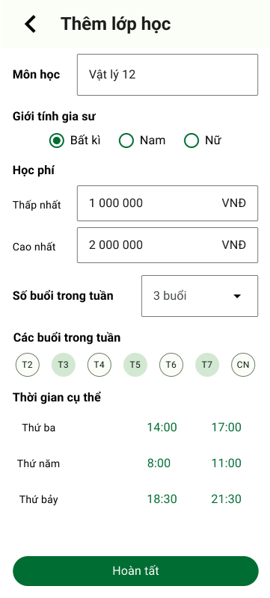 Thêm lớp học
Môn học Vật lý 12
Giới tính gia sư
Bất kì Nam Nữ
Học phí
Thấp nhất 1 000 000 VNĐ
Cao nhất 2 000 000 VNĐ
Số buổi trong tuần 3 buổi
Các buổi trong tuần
T2 T3 T4 T5 T6 T7 CN
Thời gian cụ thể
Thứ ba 14:00 17:00
Thứ năm 8:00 11:00
Thứ bảy 18:30 21:30
Hoàn tất